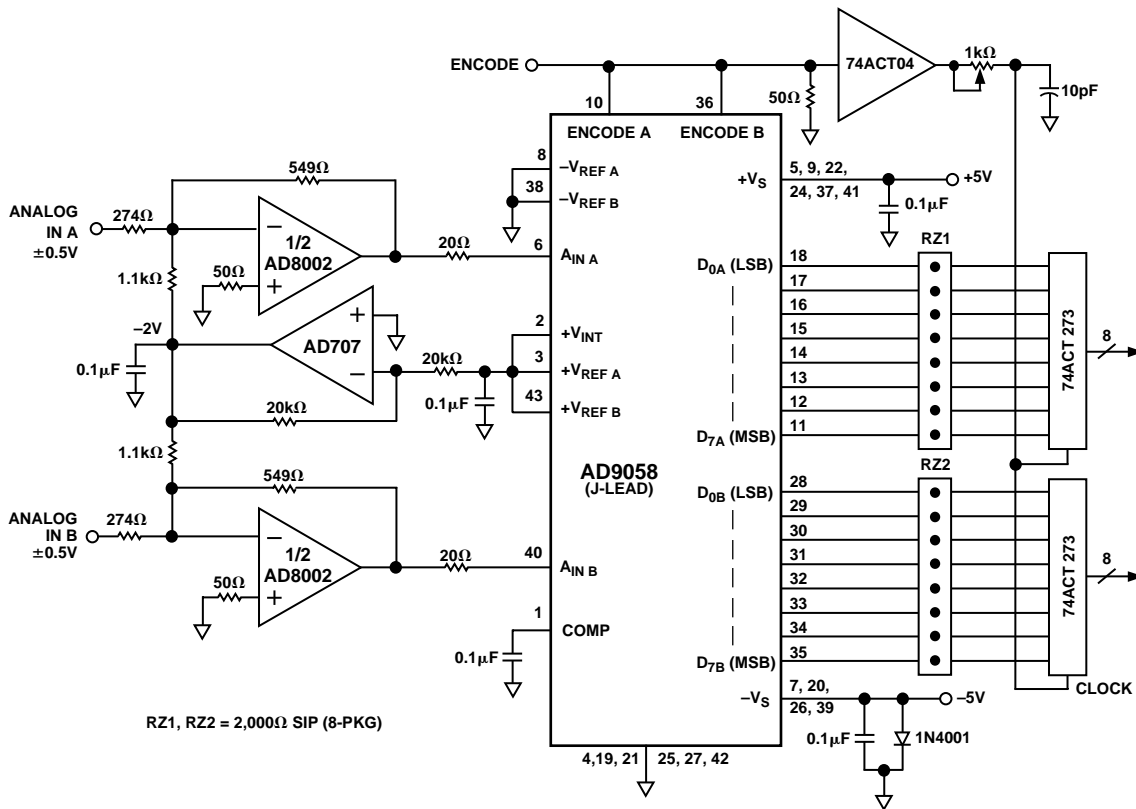 ENCODE
10
36
50Ω
74ACT04
1kΩ
10pF
ENCODE A
ENCODE B
8
–VREF A
38
–VREF B
+VS
5, 9, 22,
24, 37, 41
+5V
0.1µF
549Ω
ANALOG
IN A
±0.5V
274Ω
1/2
AD8002
–
+
50Ω
20Ω
6
AIN A
1.1kΩ
–2V
0.1µF
AD707
+
–
20kΩ
20kΩ
0.1µF
2
+VINT
3
+VREF A
43
+VREF B
1.1kΩ
549Ω
ANALOG
IN B
±0.5V
274Ω
1/2
AD8002
–
+
50Ω
20Ω
40
AIN B
1
COMP
0.1µF
AD9058
(J-LEAD)
RZ1
D0A (LSB)
18
17
16
15
14
13
12
11
D7A (MSB)
74ACT 273
8
RZ2
D0B (LSB)
28
29
30
31
32
33
34
35
D7B (MSB)
74ACT 273
8
CLOCK
–VS
7, 20,
26, 39
–5V
0.1µF
1N4001
4,19, 21
25, 27, 42
RZ1, RZ2 = 2,000Ω SIP (8-PKG)